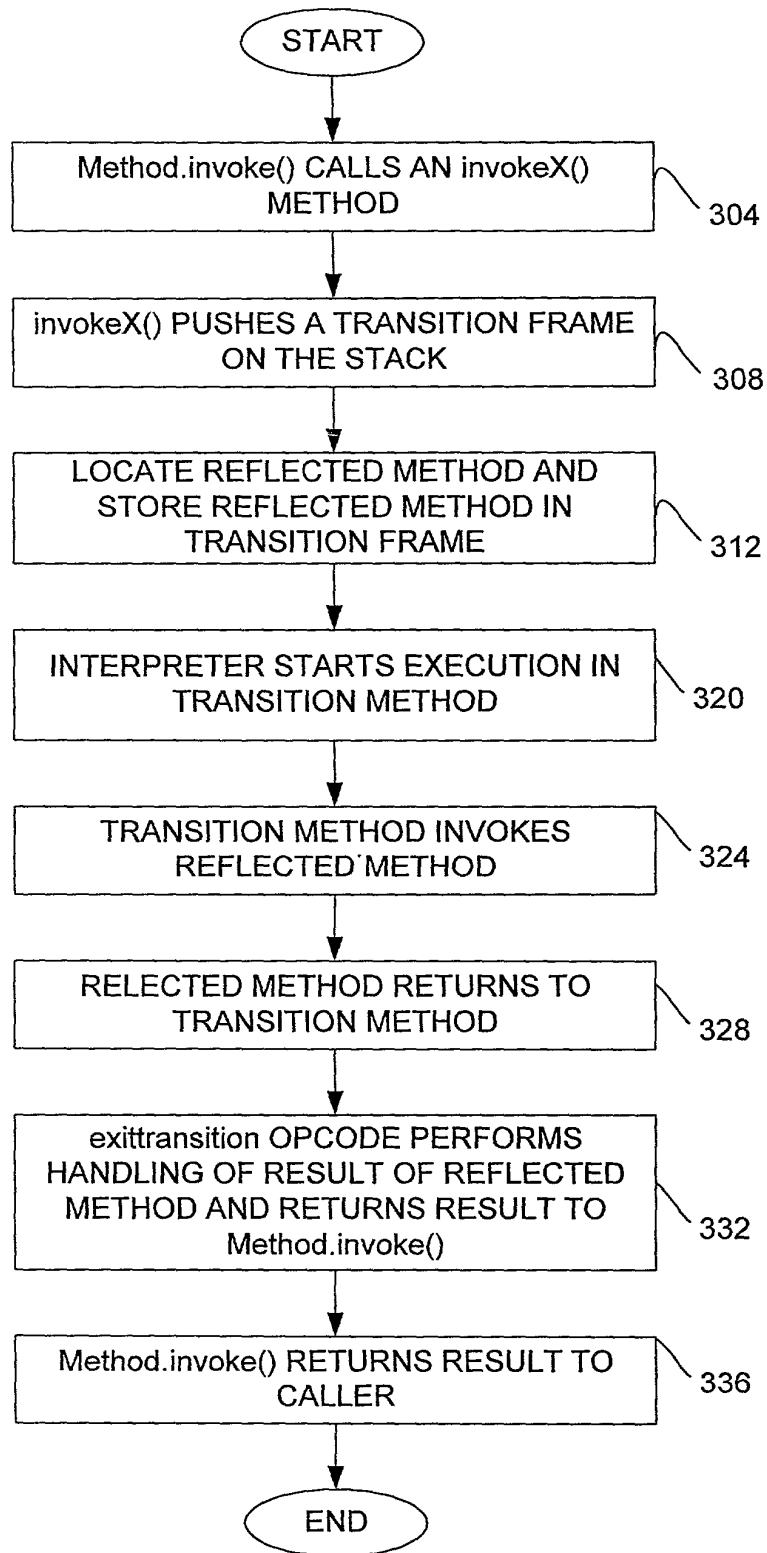 START
Method.invoke() CALLS AN invokeX()
METHOD
304
invokeX() PUSHES A TRANSITION FRAME
ON THE STACK
308
LOCATE REFLECTED METHOD AND
STORE REFLECTED METHOD IN
TRANSITION FRAME
312
INTERPRETER STARTS EXECUTION IN
TRANSITION METHOD
320
TRANSITION METHOD INVOKES
REFLECTED METHOD
324
RELECTED METHOD RETURNS TO
TRANSITION METHOD
328
exittransition OPCODE PERFORMS
HANDLING OF RESULT OF REFLECTED
METHOD AND RETURNS RESULT TO
Method.invoke()
332
Method.invoke() RETURNS RESULT TO
CALLER
336
END